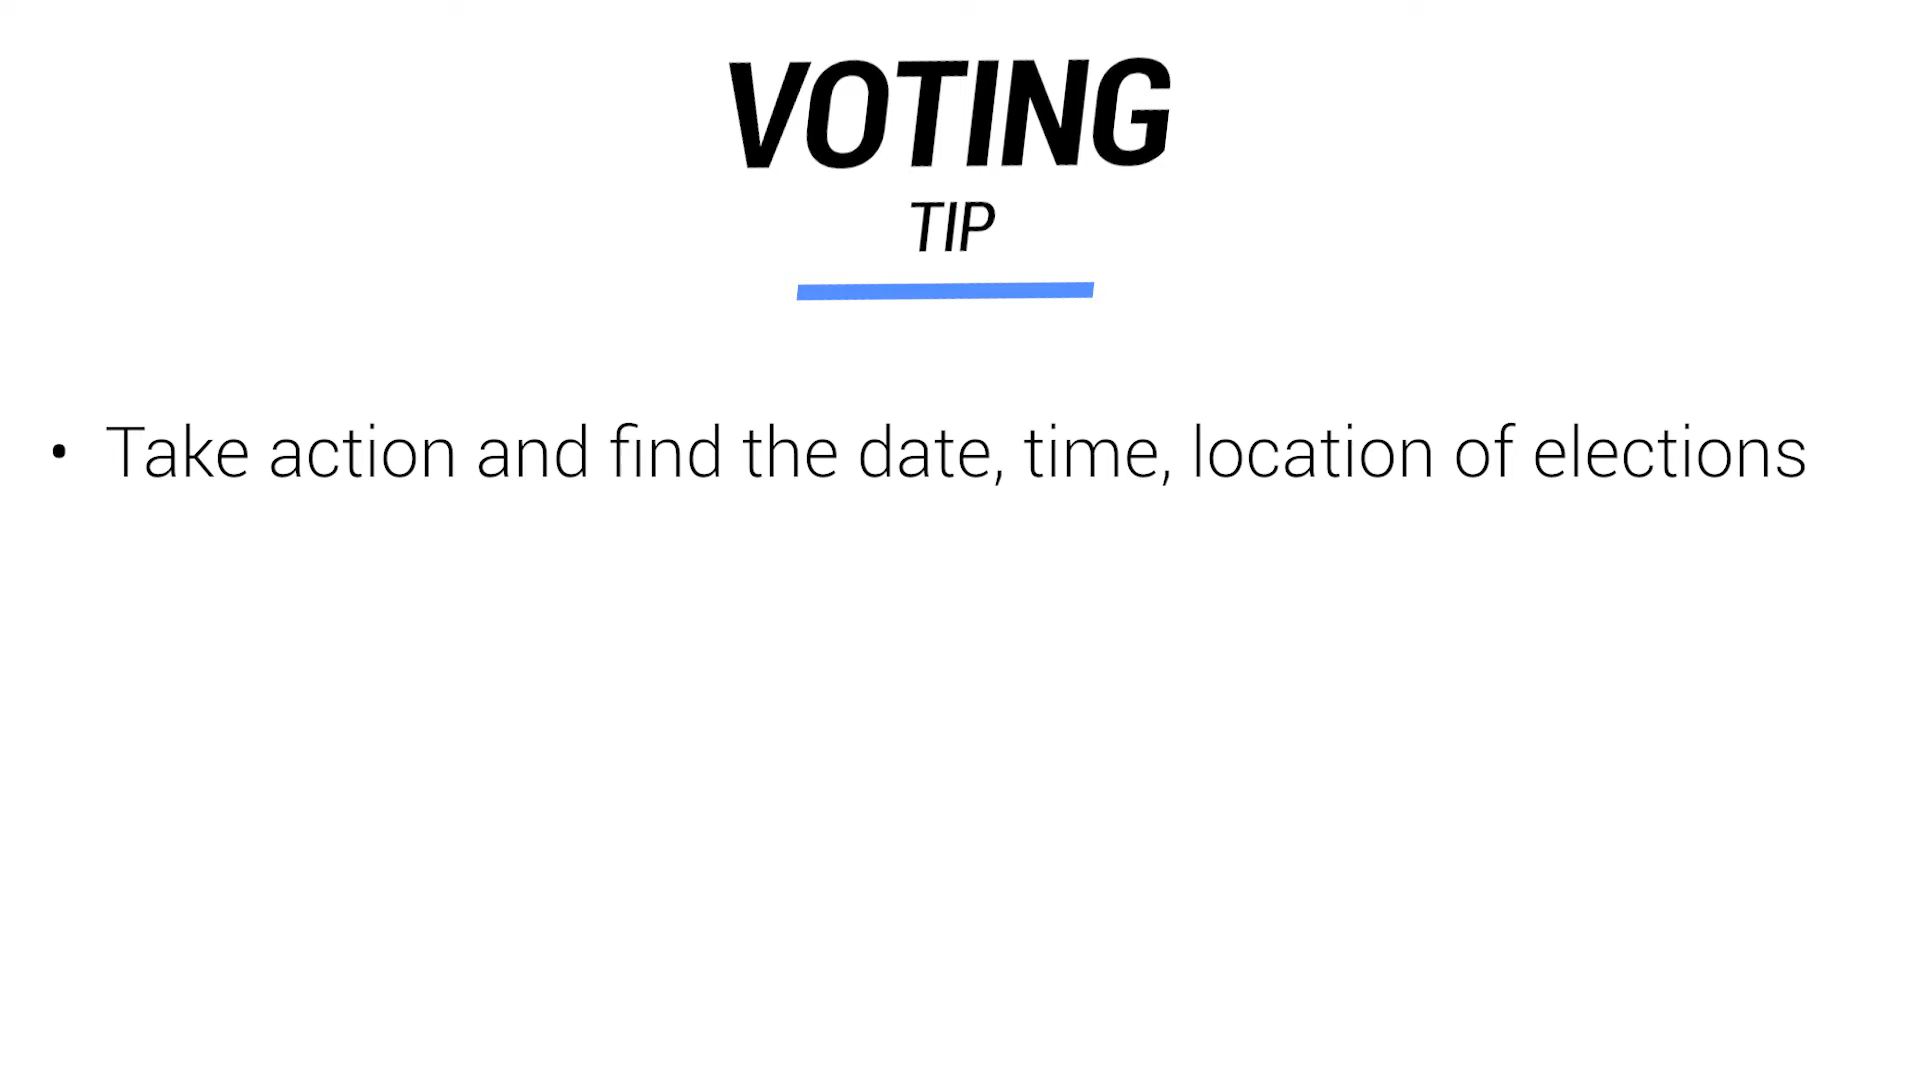 VOTING
TIP
• Take action and find the date, time, location of elections